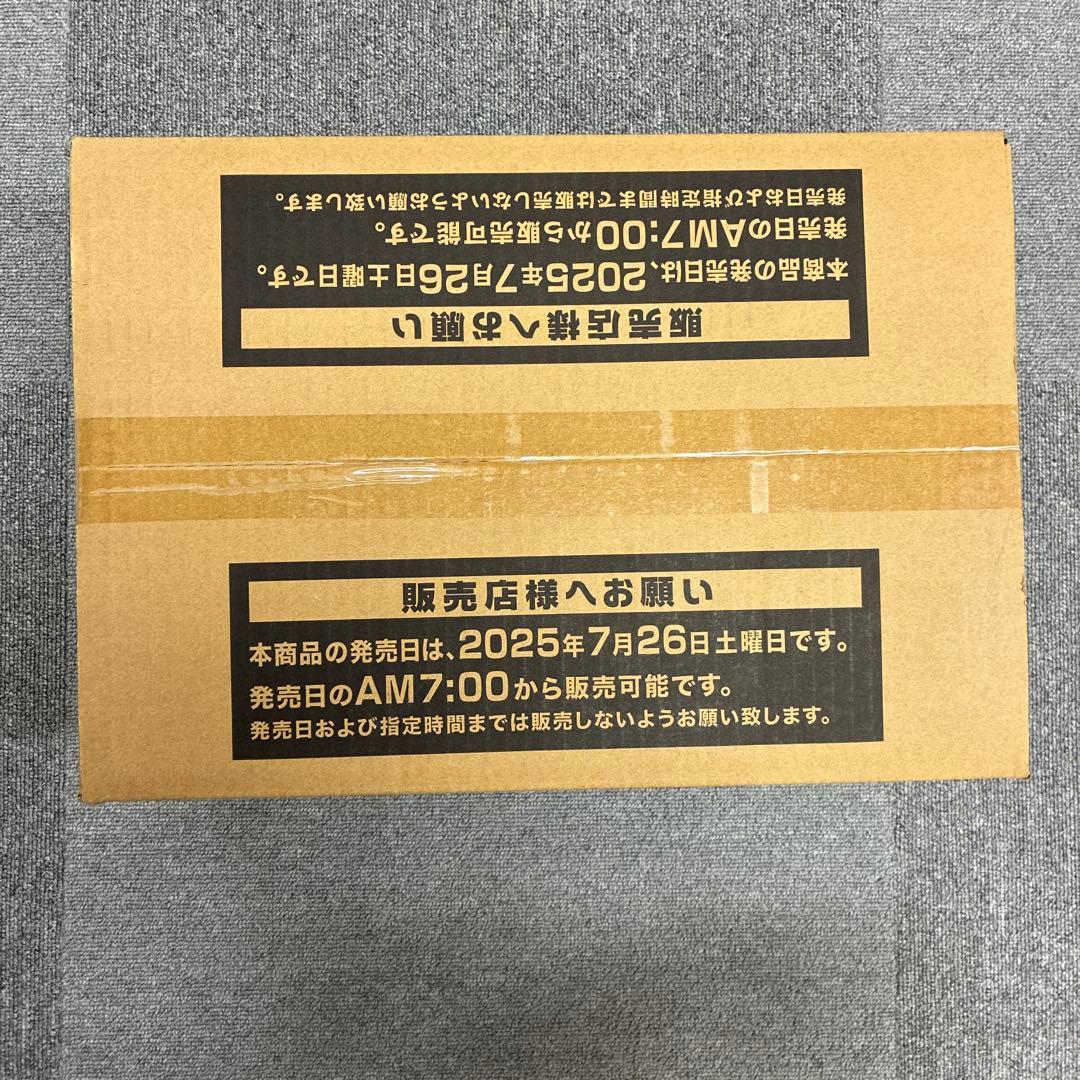 発売日および指定時間までは販売しないようお願い致します。
発売日のAM7:00から販売可能です。
本商品の発売日は、2025年7月26日土曜日です。
販売店様へお願い
販売店様へお願い
本商品の発売日は、2025年7月26日土曜日です。
発売日のAM7:00から販売可能です。
発売日および指定時間までは販売しないようお願い致します。